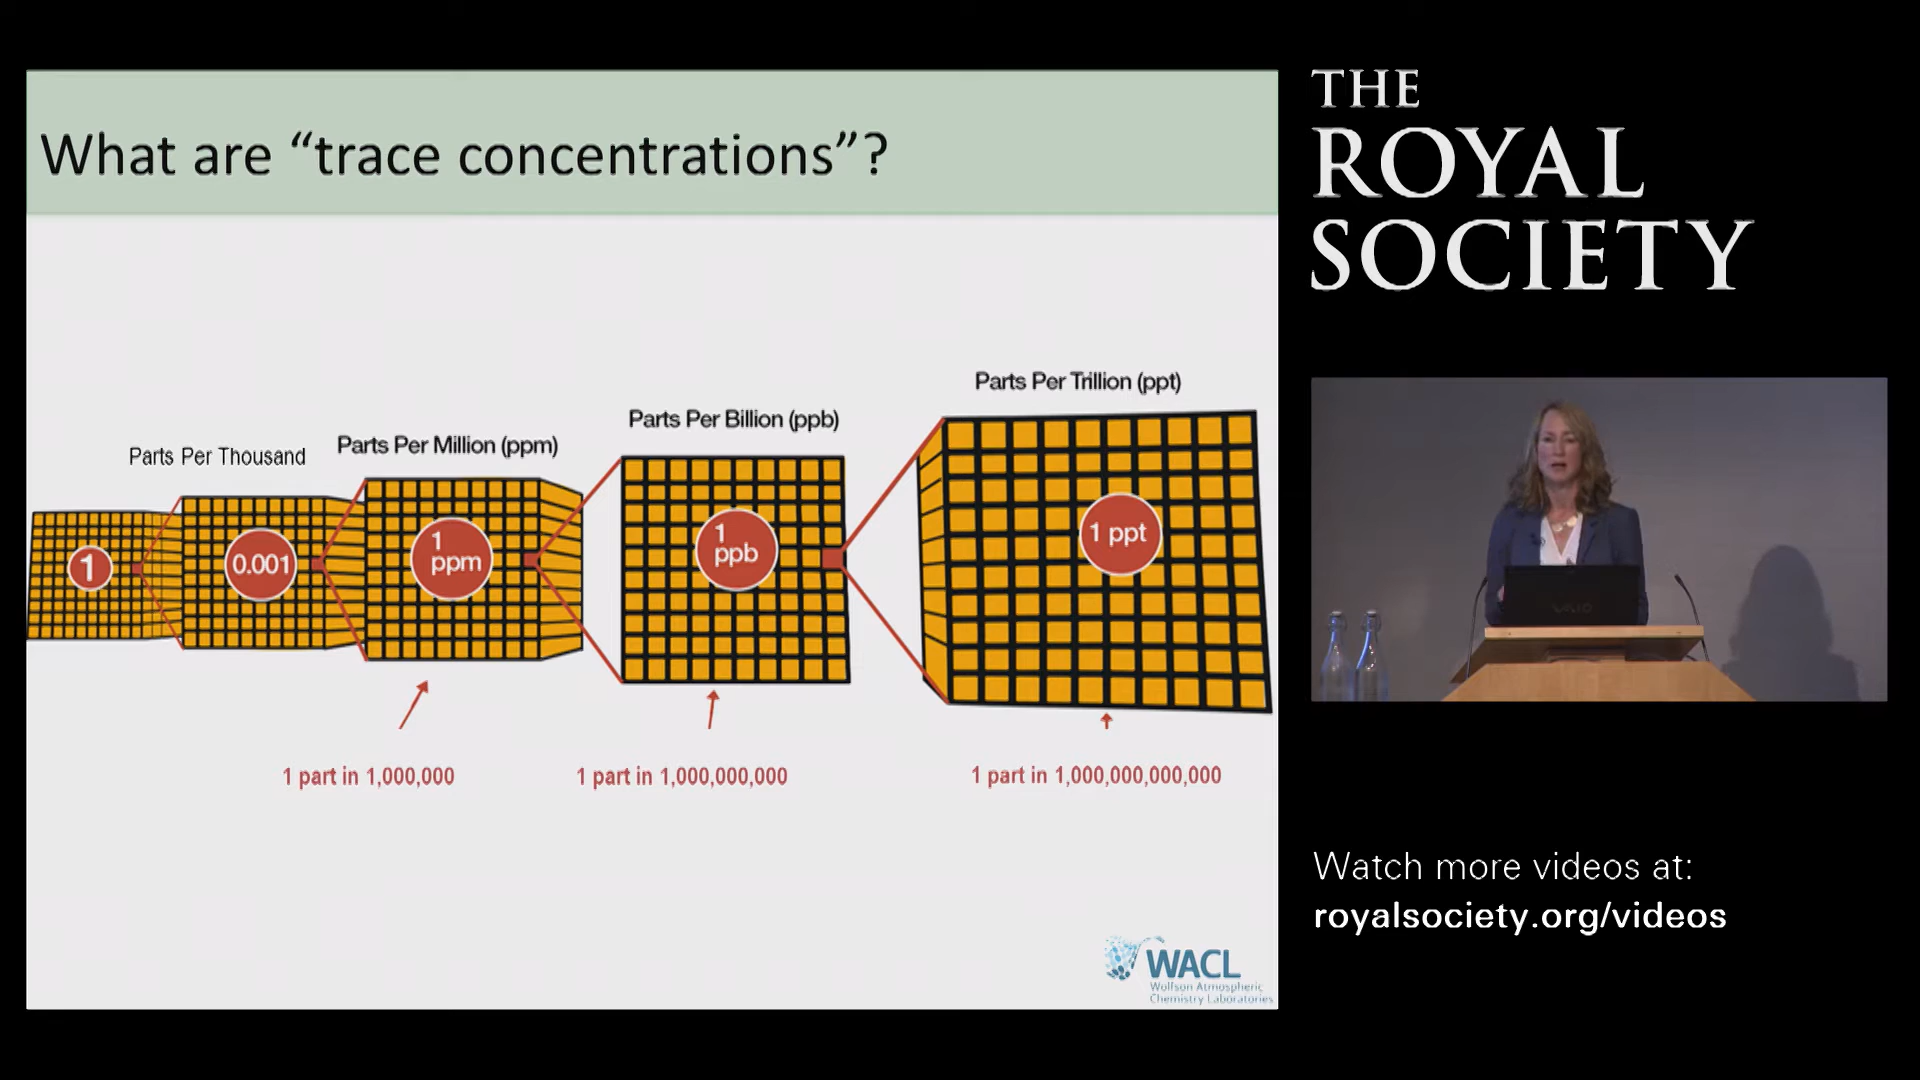 What are “trace concentrations”?
Parts Per Thousand
Parts Per Million (ppm)
Parts Per Billion (ppb)
Parts Per Trillion (ppt)
1
0.001
1
ppm
1
ppb
1 ppt
1 part in 1,000,000
1 part in 1,000,000,000
1 part in 1,000,000,000,000
WACL
Wolfson Atmospheric
Chemistry Laboratories
THE
ROYAL
SOCIETY
VAIO
Watch more videos at:
royalsociety.org/videos